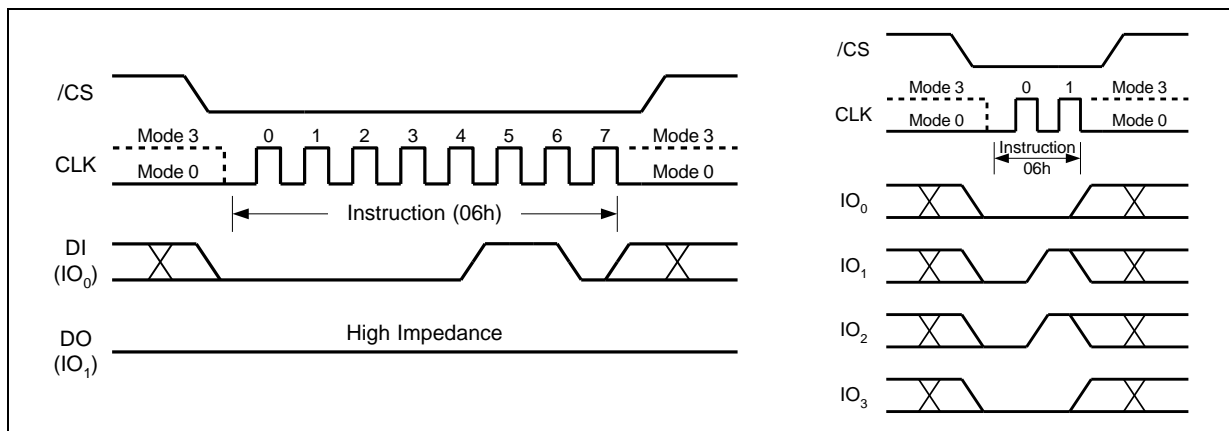 /CS
CLK
Mode 3
Mode 0
0 1 2 3 4 5 6 7
Mode 3
Mode 0
Instruction (06h)
DI
(IO0)
DO
(IO1)
High Impedance
/CS
CLK
Mode 3
Mode 0
0 1
Mode 3
Mode 0
Instruction
06h
IO0
IO1
IO2
IO3